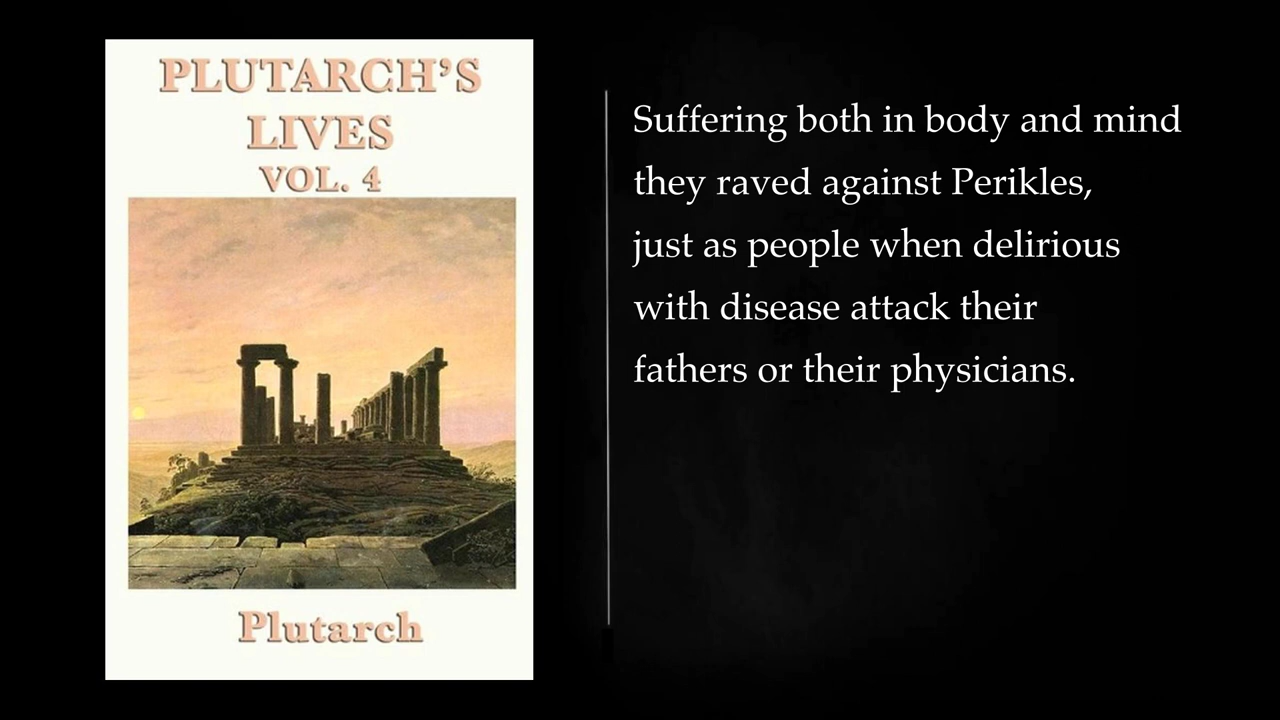 PLUTARCH'S
LIVES
VOL. 4
Plutarch
Suffering both in body and mind
they raved against Perikles,
just as people when delirious
with disease attack their
fathers or their physicians.